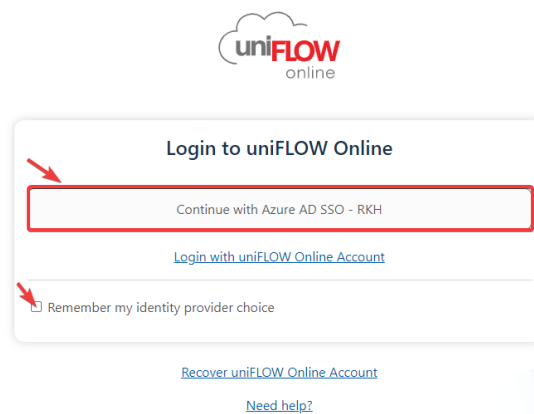 uniFLOW
online
Login to uniFLOW Online
Continue with Azure AD SSO - RKH
Login with uniFLOW Online Account
Remember my identity provider choice
Recover uniFLOW Online Account
Need help?